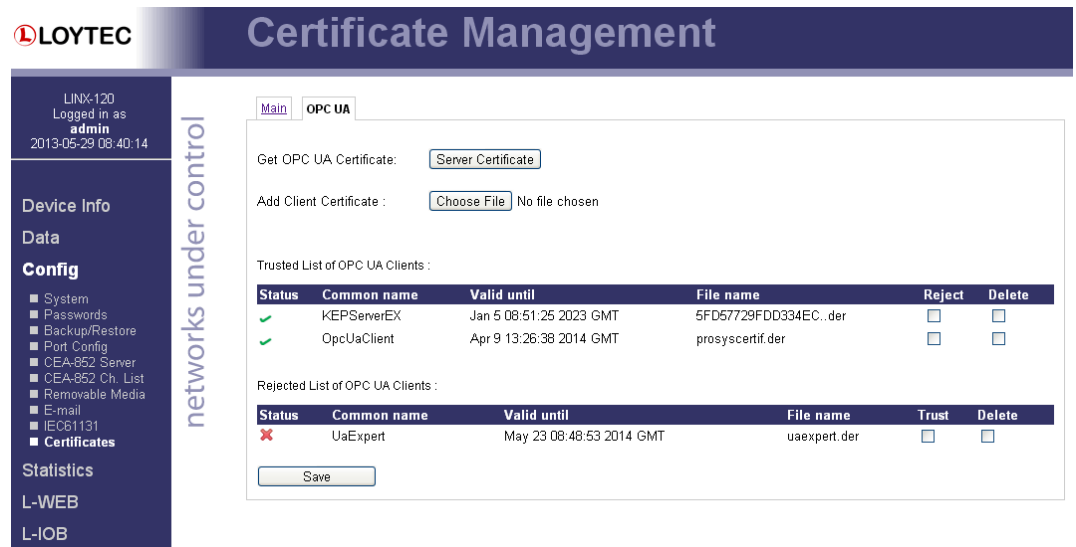 LOYTEC
Certificate Management
LINX-120
Logged in as
admin
2013-05-29 08:40:14
Device Info
Data
Config
System
Passwords
Backup/Restore
Port Config
CEA-852 Server
CEA-852 Ch. List
Removable Media
E-mail
IEC61131
Certificates
Statistics
L-WEB
L-IOB
networks under control
Main OPC UA
Get OPC UA Certificate: Server Certificate
Add Client Certificate : Choose File No file chosen
Trusted List of OPC UA Clients :
Status Common name Valid until File name Reject Delete
KEPServerEX Jan 5 08:51:25 2023 GMT 5FD57729FDD334EC..der
OpcUaClient Apr 9 13:26:38 2014 GMT prosyscertif.der
Rejected List of OPC UA Clients :
Status Common name Valid until File name Trust Delete
UaExpert May 23 08:48:53 2014 GMT uaexpert.der
Save